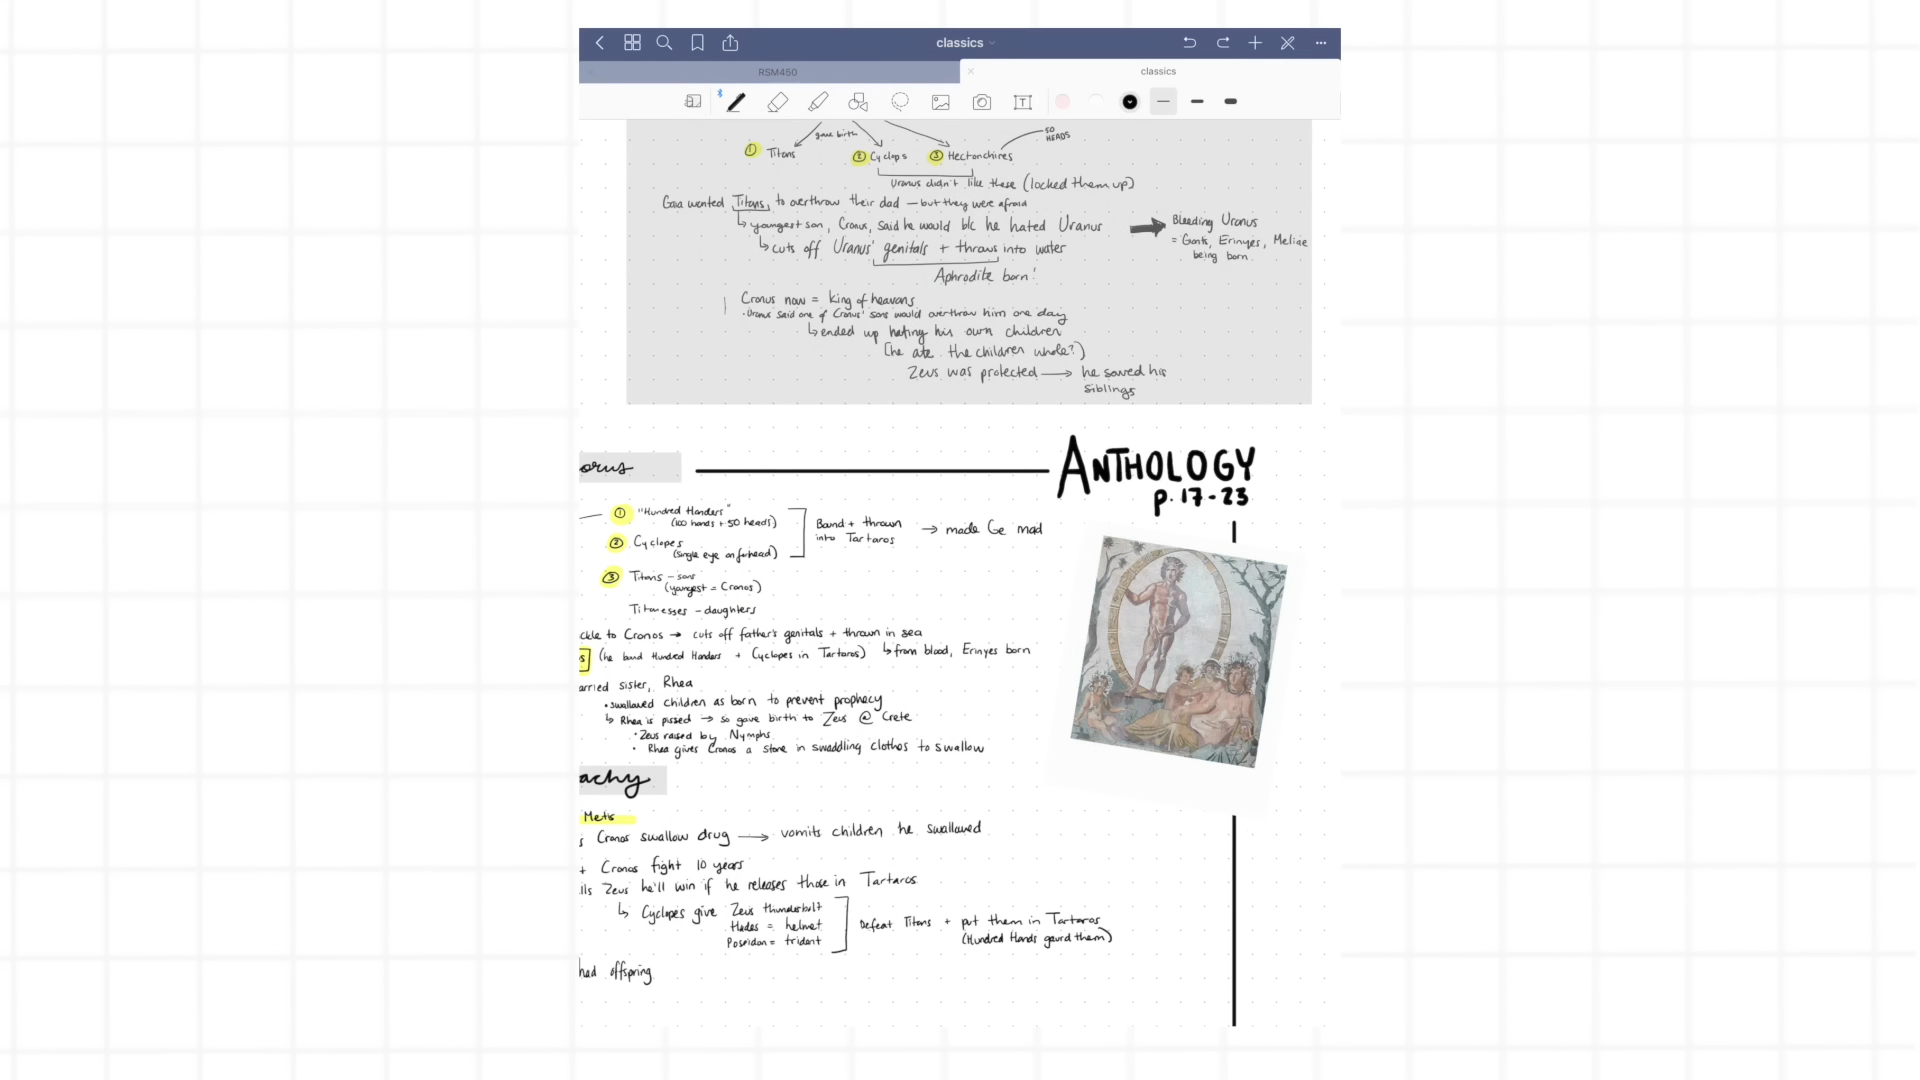 classics
RSM450
classics
gave birth
50
HEADS
① Titans
② Cyclops
③ Hectonchires
Uranus didn't like these (locked them up)
Gaia wanted Titans, to overthrow their dad – but they were afraid
↳ youngest son, Cronus, said he would b/c he hated Uranus
↳ cuts off Uranus' genitals + throws into water
Aphrodite born!
Bleeding Uranus
= Giants, Erinyes, Meliae
being born
Cronus now = king of heavens
• Uranus said one of Cronus' sons would overthrow him one day
↳ ended up hating his own children
(he ate the children whole?)
Zeus was protected → he saved his
siblings
orus
ANTHOLOGY
p. 17-23
① "Hundred Handers"
(100 hands + 50 heads)
② Cyclopes
(single eye on forhead)
Bound + thrown
into Tartaros
→ made Ge mad
③ Titans – sons
(youngest = Cronos)
Titanesses – daughters
ckle to Cronos → cuts off father's genitals + thrown in sea
s (he bund Hundred Handers + Cyclopes in Tartaros) ↳ from blood, Erinyes born
arried sister, Rhea
• swallowed children as born to prevent prophecy
↳ Rhea is pissed → so gave birth to Zeus @ Crete
• Zeus raised by Nymphs
• Rhea gives Cronos a stone in swaddling clothes to swallow
achy
Metis
s Cronos swallow drug → vomits children he swallowed
+ Cronos fight 10 years
lls Zeus he'll win if he releases those in Tartaros
↳ Cyclopes give Zeus thunderbolt
Hades = helmet
Poseidon = trident
Defeat Titans + put them in Tartaros
(Hundred Hands gaurd them)
had offspring